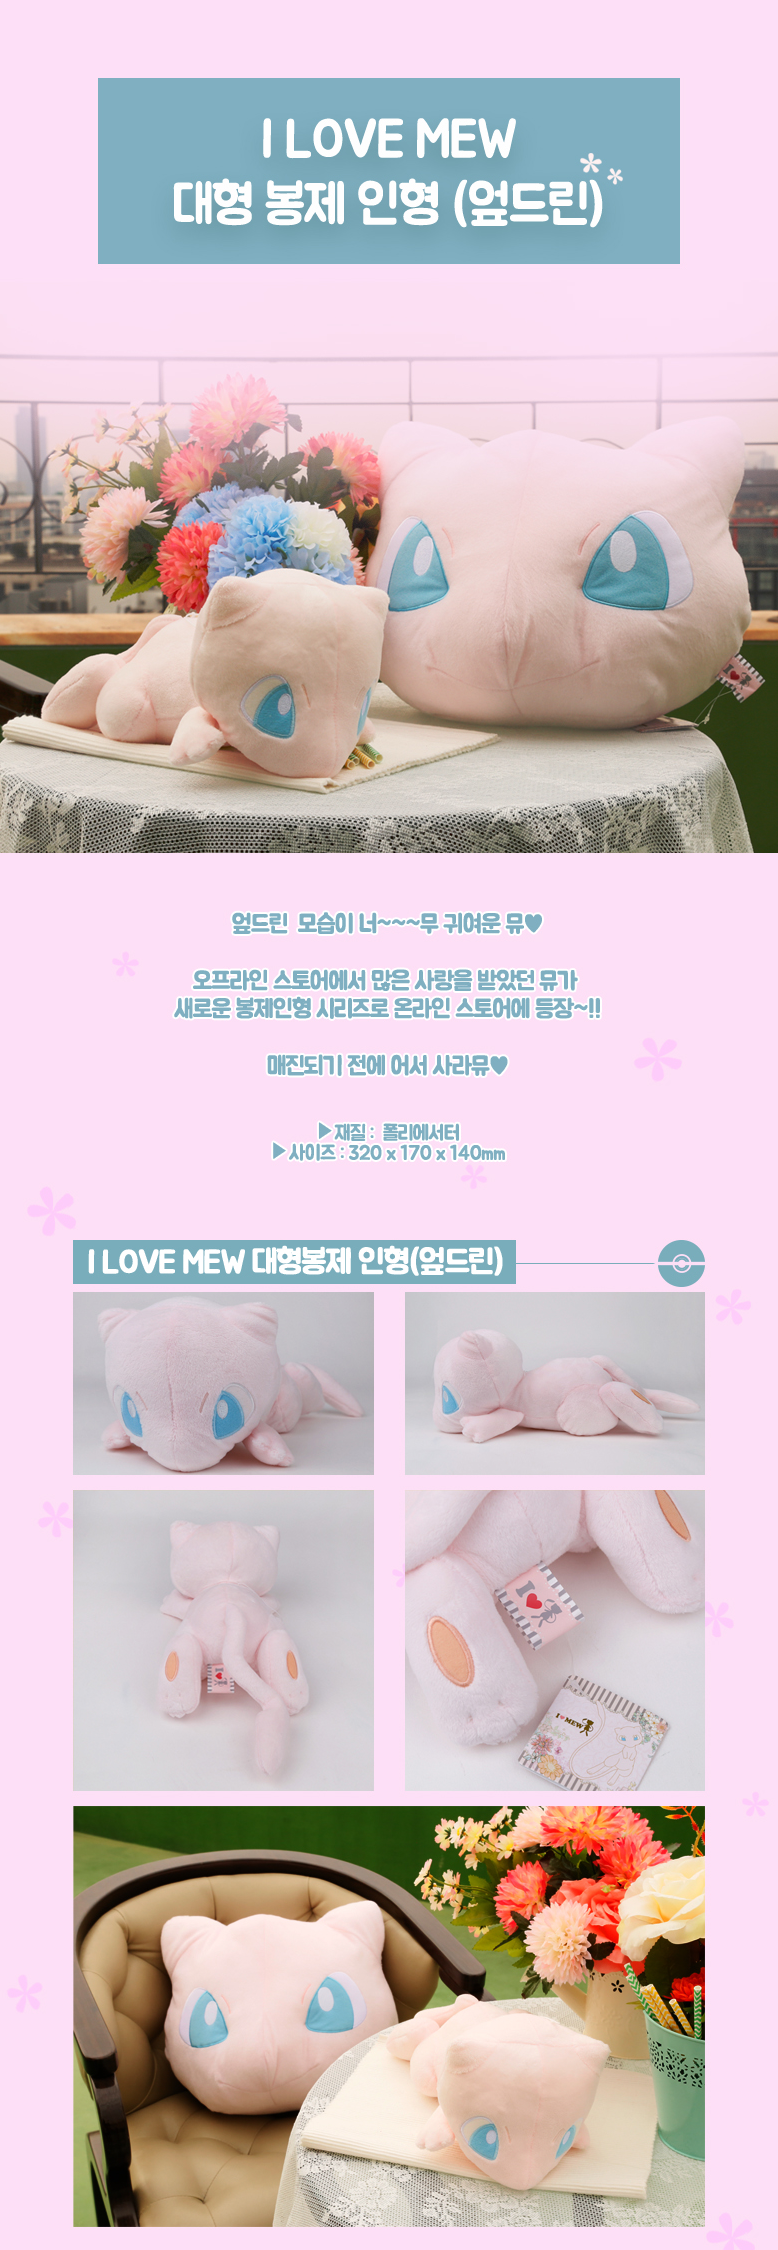 I LOVE MEW
대형 봉제 인형 (엎드린)
엎드린 모습이 너~~~무 귀여운 뮤♥
오프라인 스토어에서 많은 사랑을 받았던 뮤가
새로운 봉제인형 시리즈로 온라인 스토어에 등장~!!
매진되기 전에 어서 사라뮤♥
▶재질 : 폴리에서터
▶사이즈 : 320 x 170 x 140mm
I LOVE MEW 대형봉제 인형(엎드린)
I ♥
I ♥ MEW